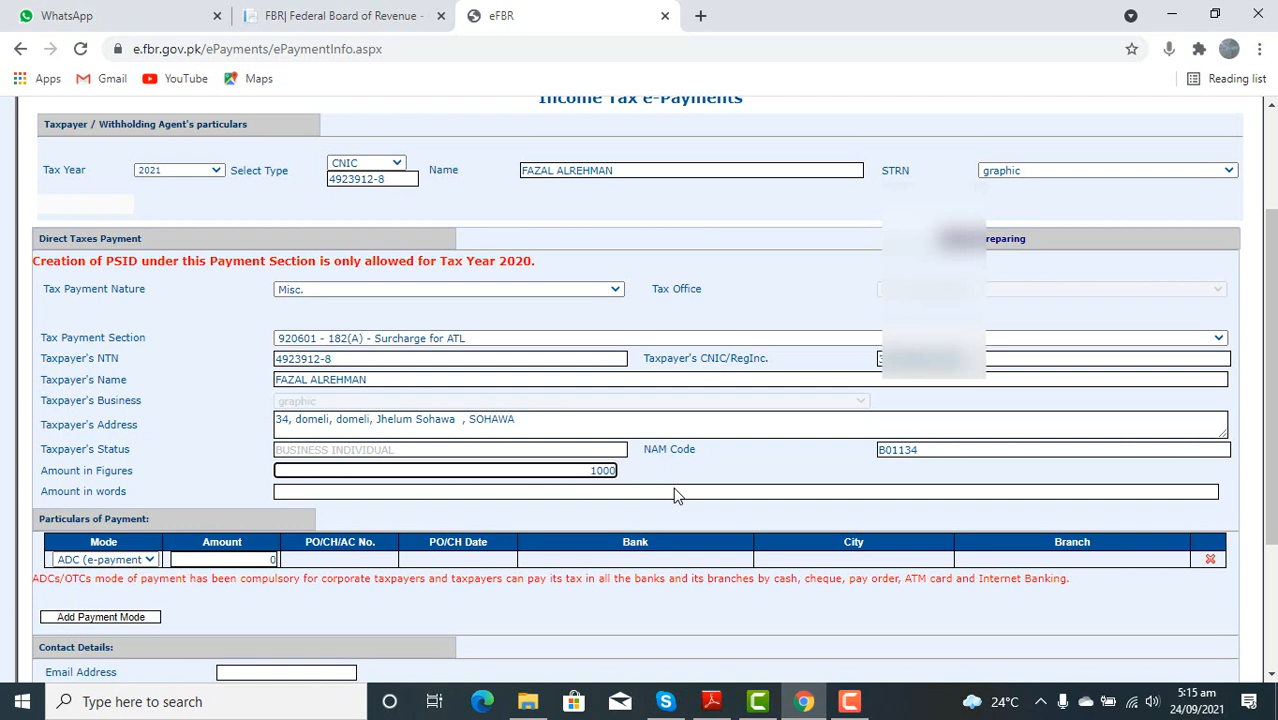 WhatsApp
FBR| Federal Board of Revenue -
eFBR
e.fbr.gov.pk/ePayments/ePaymentInfo.aspx
Apps Gmail YouTube Maps Reading list
Income Tax e-Payments
Taxpayer / Withholding Agent's particulars
Tax Year 2021 Select Type CNIC Name FAZAL ALREHMAN STRN graphic
4923912-8
Direct Taxes Payment reparing
Creation of PSID under this Payment Section is only allowed for Tax Year 2020.
Tax Payment Nature Misc. Tax Office
Tax Payment Section 920601 - 182(A) - Surcharge for ATL
Taxpayer's NTN 4923912-8 Taxpayer's CNIC/RegInc.
Taxpayer's Name FAZAL ALREHMAN
Taxpayer's Business graphic
Taxpayer's Address 34, domeli, domeli, Jhelum Sohawa , SOHAWA
Taxpayer's Status BUSINESS INDIVIDUAL NAM Code B01134
Amount in Figures 1000
Amount in words
Particulars of Payment:
Mode Amount PO/CH/AC No. PO/CH Date Bank City Branch
ADC (e-payment 0
ADCs/OTCs mode of payment has been compulsory for corporate taxpayers and taxpayers can pay its tax in all the banks and its branches by cash, cheque, pay order, ATM card and Internet Banking.
Add Payment Mode
Contact Details:
Email Address
Type here to search
24°C
5:15 am
24/09/2021